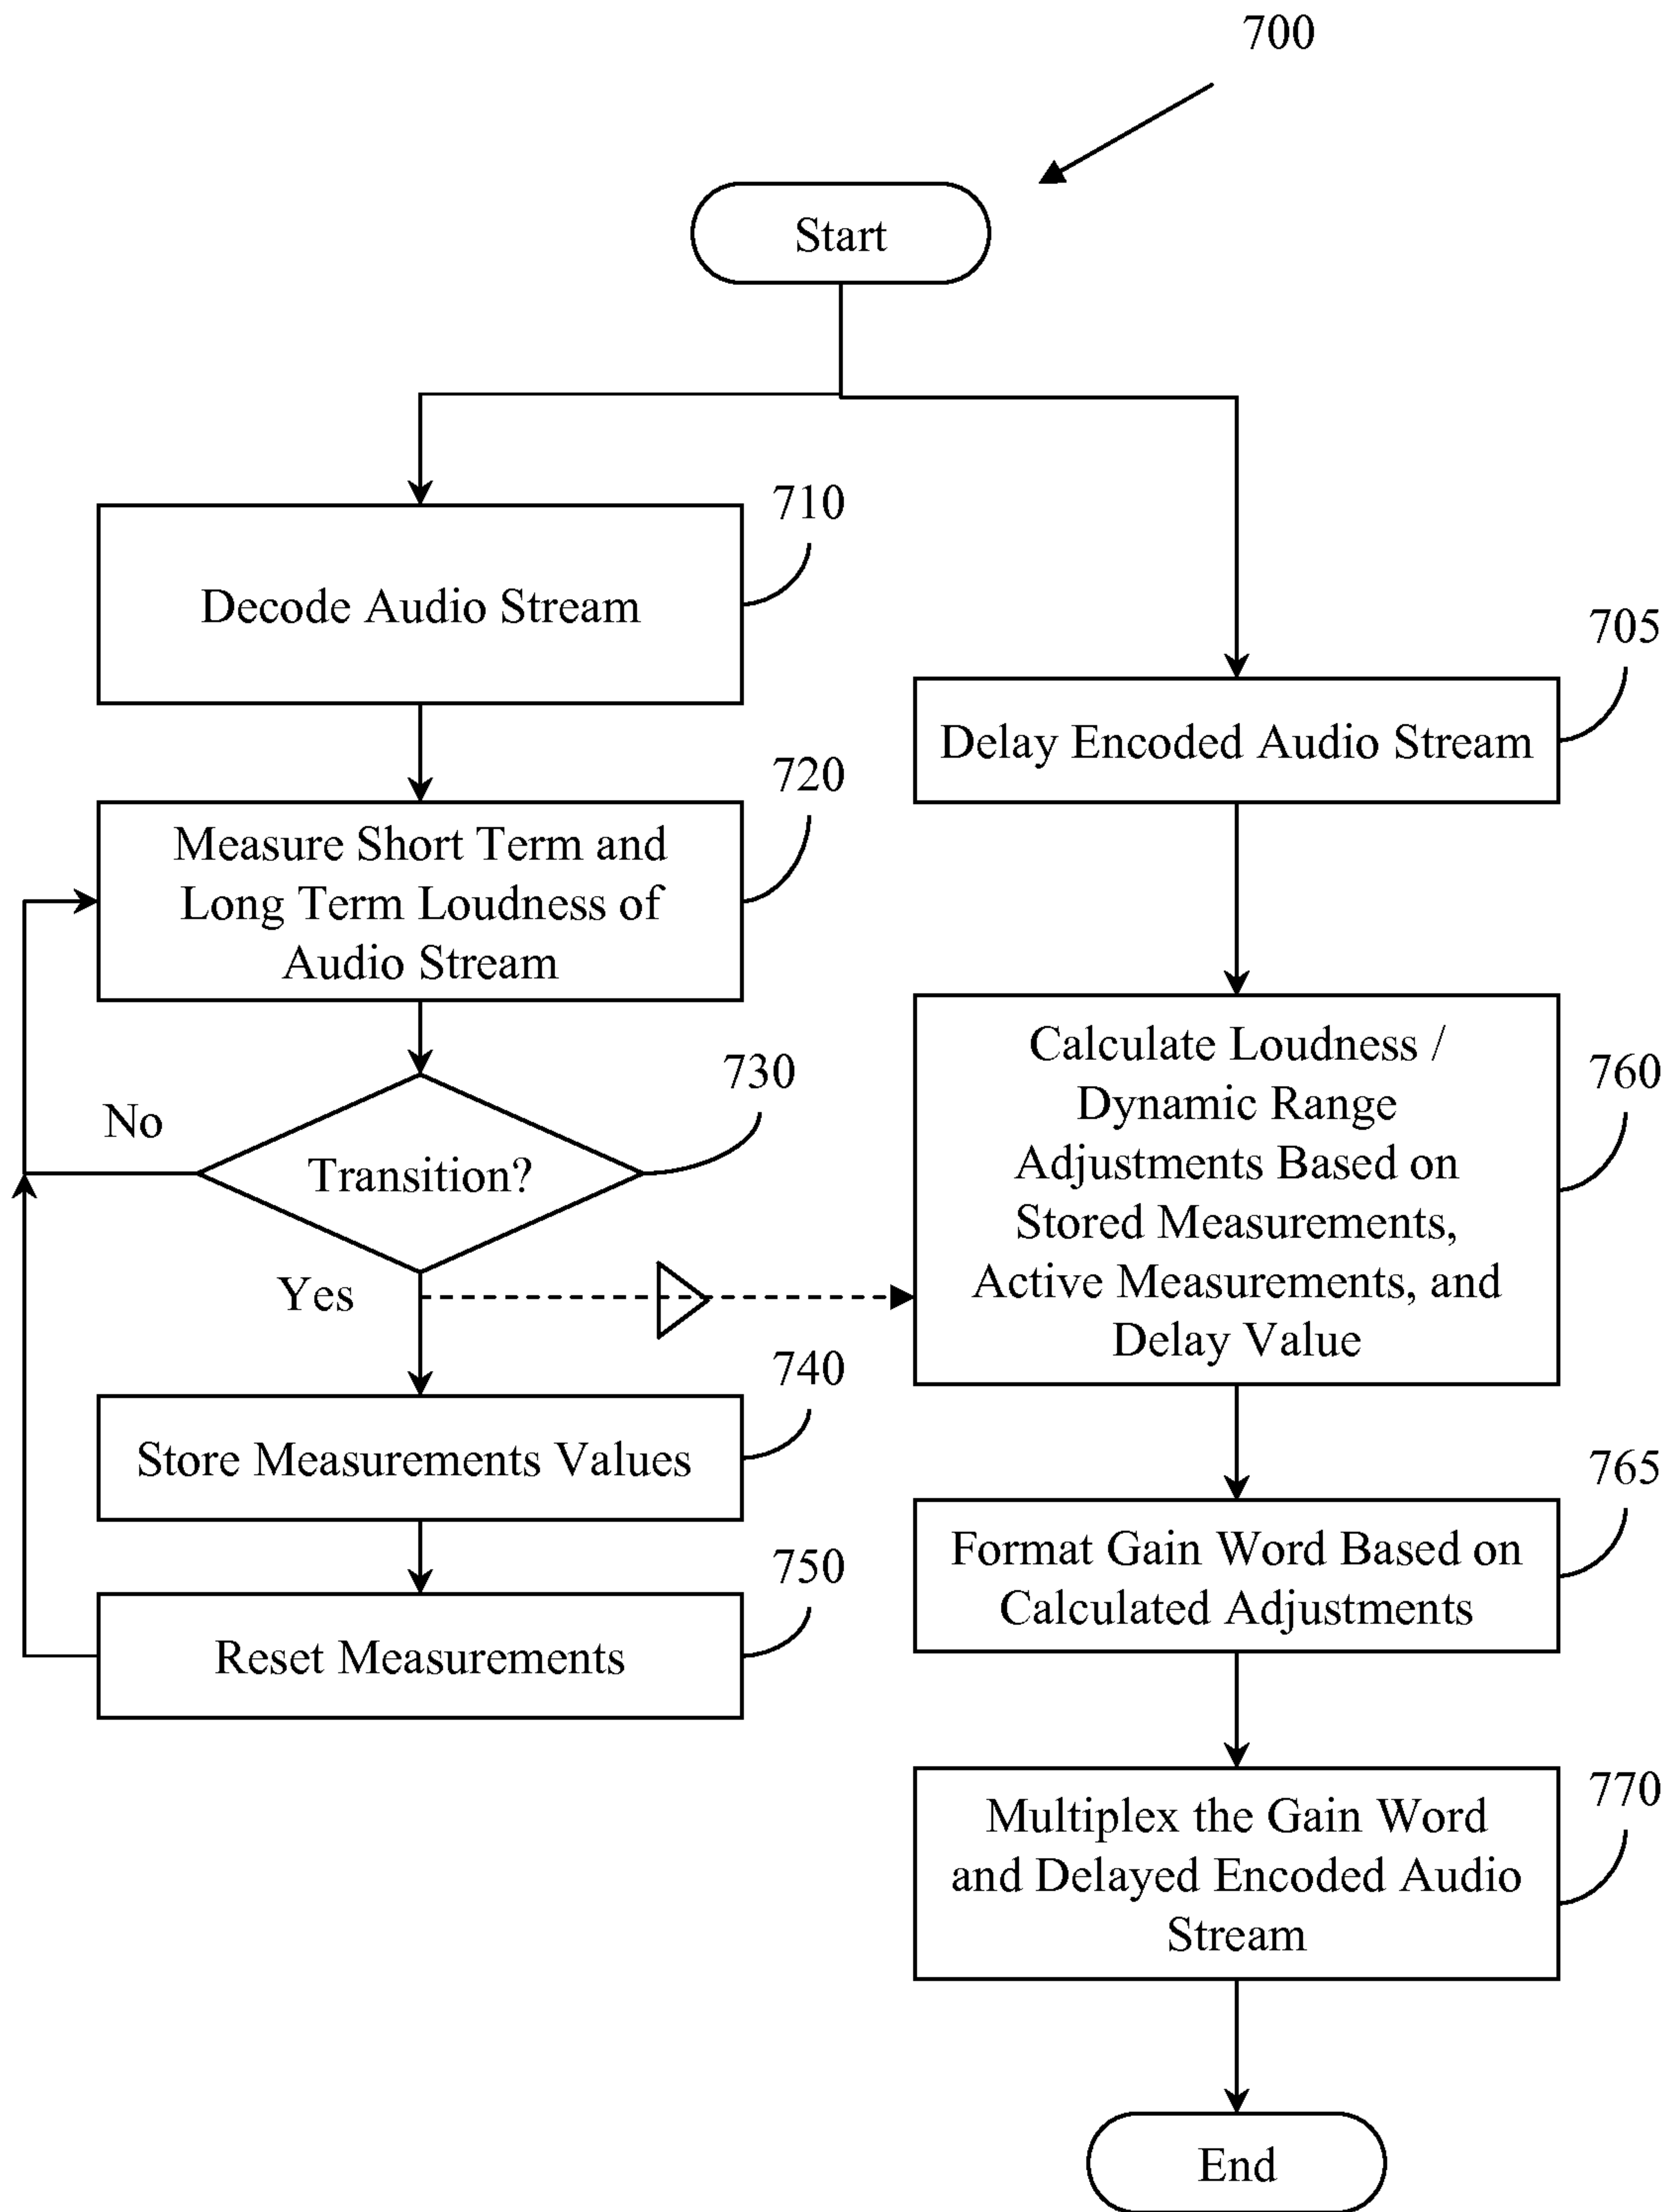 700
Start
710
Decode Audio Stream
705
Delay Encoded Audio Stream
720
Measure Short Term and
Long Term Loudness of
Audio Stream
730
No
Transition?
Yes
760
Calculate Loudness /
Dynamic Range
Adjustments Based on
Stored Measurements,
Active Measurements, and
Delay Value
740
Store Measurements Values
765
Format Gain Word Based on
Calculated Adjustments
750
Reset Measurements
770
Multiplex the Gain Word
and Delayed Encoded Audio
Stream
End